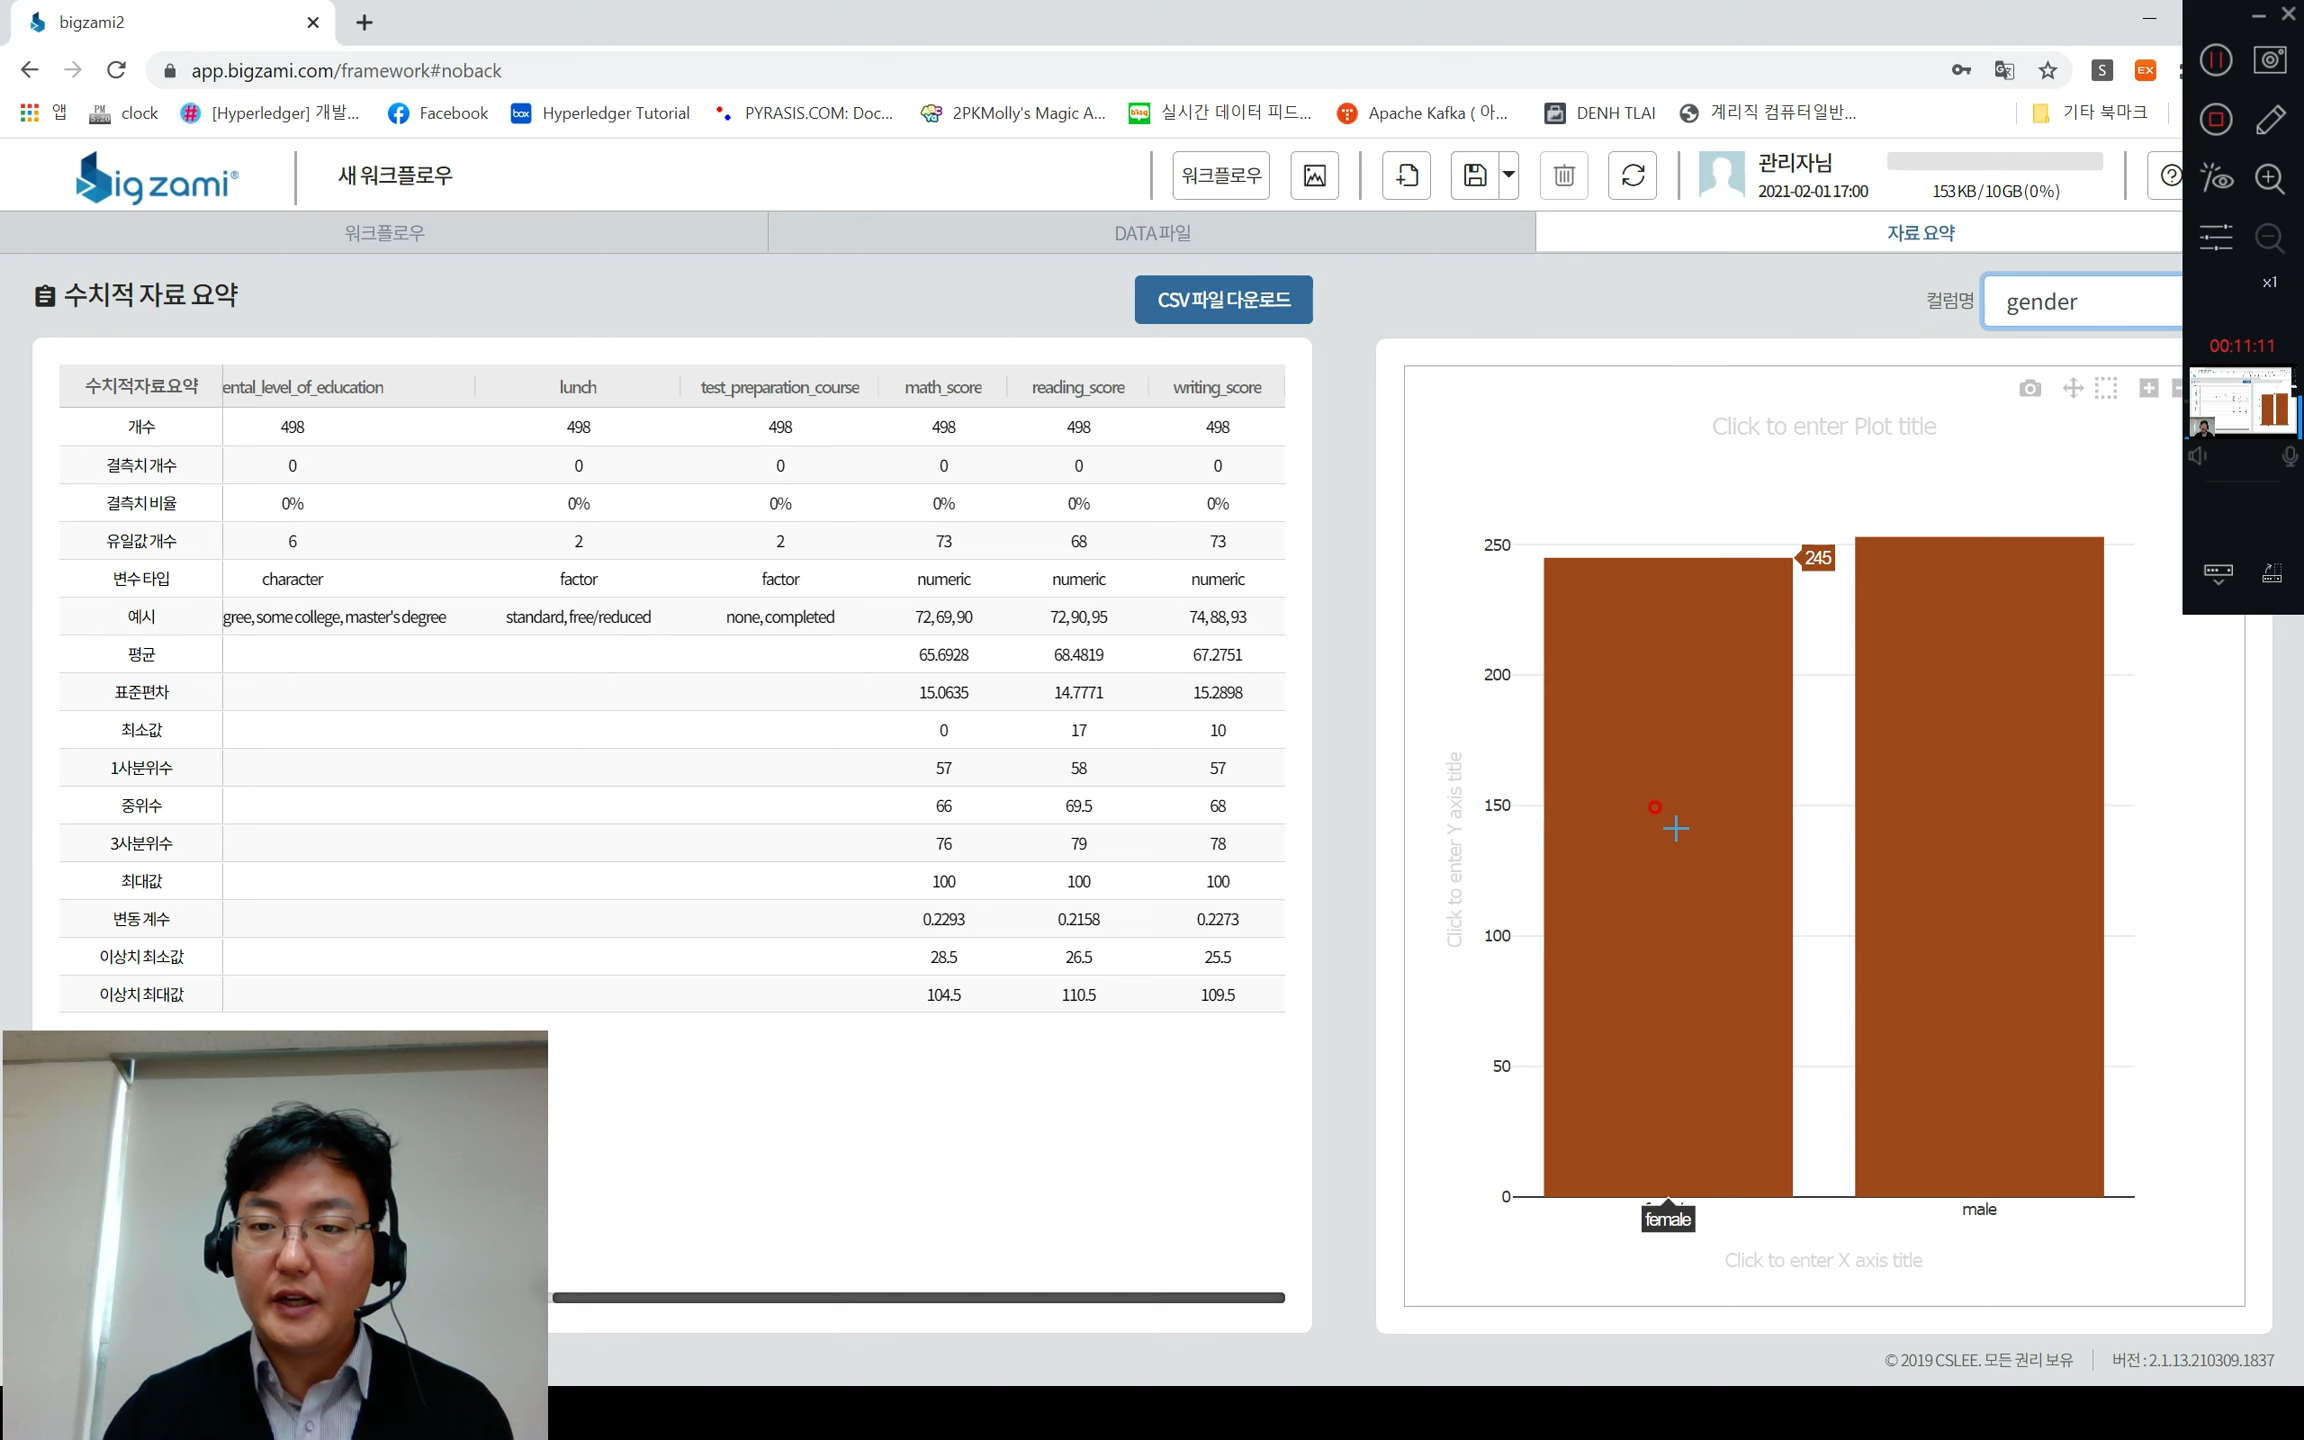 bigzami2
app.bigzami.com/framework#noback
S
EX
앱
PM 5:20
clock
[Hyperledger] 개발...
Facebook
box
Hyperledger Tutorial
PYRASIS.COM: Doc...
2PKMolly's Magic A...
blog
실시간 데이터 피드...
Apache Kafka ( 아...
DENH TLAI
계리직 컴퓨터일반...
기타 북마크
Big zami®
새 워크플로우
워크플로우
관리자님
2021-02-01 17:00
153 KB / 10 GB (0%)
워크플로우
DATA 파일
자료 요약
수치적 자료 요약
CSV 파일 다운로드
컬럼명
gender
x1
00:11:11
수치적자료요약 ental_level_of_education lunch test_preparation_course math_score reading_score writing_score
개수 498 498 498 498 498 498
결측치 개수 0 0 0 0 0 0
결측치 비율 0% 0% 0% 0% 0% 0%
유일값 개수 6 2 2 73 68 73
변수 타입 character factor factor numeric numeric numeric
예시 gree, some college, master's degree standard, free/reduced none, completed 72, 69, 90 72, 90, 95 74, 88, 93
평균 65.6928 68.4819 67.2751
표준편차 15.0635 14.7771 15.2898
최소값 0 17 10
1사분위수 57 58 57
중위수 66 69.5 68
3사분위수 76 79 78
최대값 100 100 100
변동 계수 0.2293 0.2158 0.2273
이상치 최소값 28.5 26.5 25.5
이상치 최대값 104.5 110.5 109.5
Click to enter Plot title
Click to enter Y axis title
250
245
200
150
100
50
0
female
male
Click to enter X axis title
© 2019 CSLEE. 모든 권리 보유
버전 : 2.1.13.210309.1837